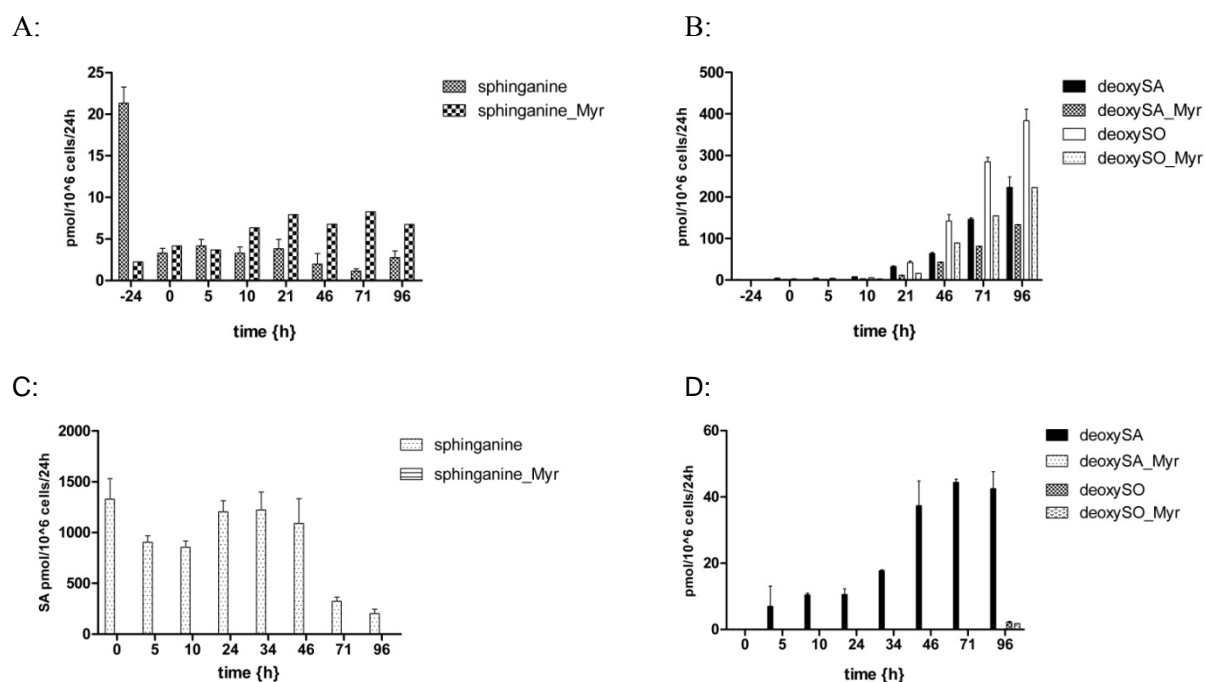 A:
25
20
15
10
5
0
pmol/10^6 cells/24h
-24 0 5 10 21 46 71 96
time {h}
sphinganine
sphinganine_Myr
B:
500
400
300
200
100
0
pmol/10^6 cells/24h
-24 0 5 10 21 46 71 96
time {h}
deoxySA
deoxySA_Myr
deoxySO
deoxySO_Myr
C:
2000
1500
1000
500
0
SA pmol/10^6 cells/24h
0 5 10 24 34 46 71 96
time {h}
sphinganine
sphinganine_Myr
D:
60
40
20
0
pmol/10^6 cells/24h
0 5 10 24 34 46 71 96
time {h}
deoxySA
deoxySA_Myr
deoxySO
deoxySO_Myr